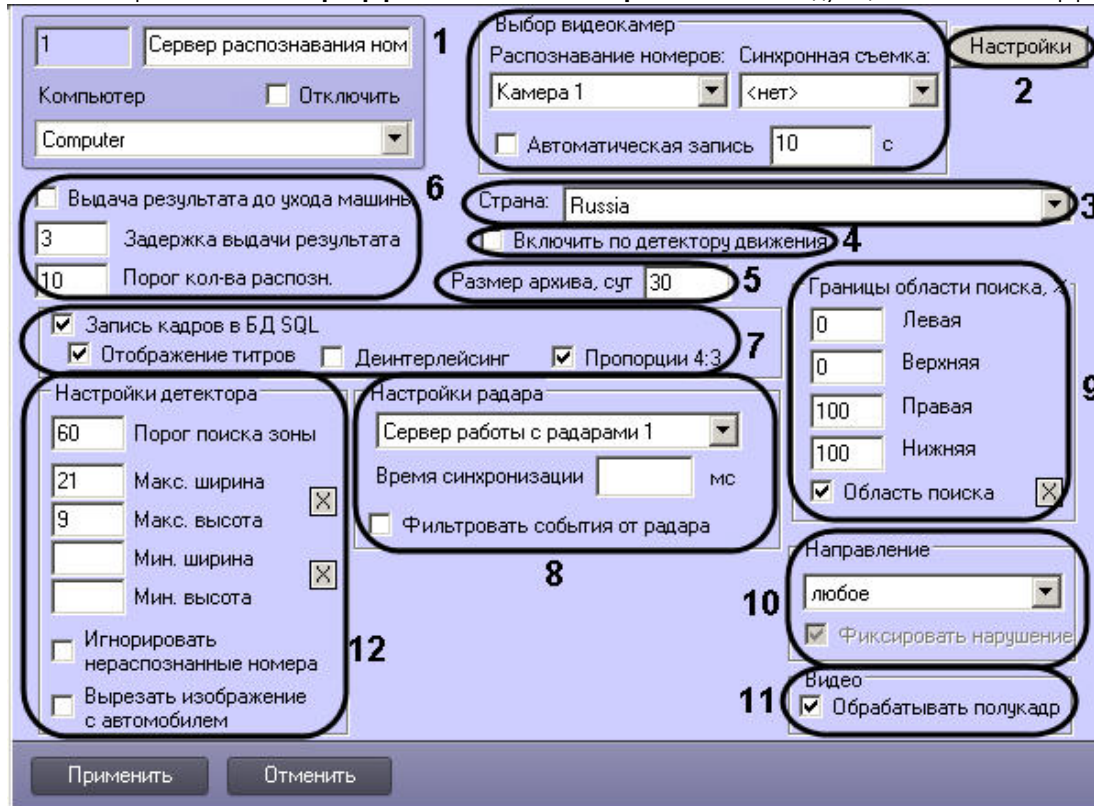 1 Сервер распознавания ном 1
Компьютер Отключить
Computer
Выбор видеокамер
Распознавание номеров: Синхронная съемка:
Камера 1 <нет>
Автоматическая запись 10 с
Настройки
2
Выдача результата до ухода машины 6
3 Задержка выдачи результата
10 Порог кол-ва распозн.
Страна: Russia 3
Включить по детектору движения 4
Размер архива, сут 30 5
Запись кадров в БД SQL
Отображение титров Деинтерлейсинг Пропорции 4:3 7
Границы области поиска, %
0 Левая
0 Верхняя
100 Правая
100 Нижняя
Область поиска X
9
Настройки детектора
60 Порог поиска зоны
21 Макс. ширина
9 Макс. высота X
Мин. ширина
Мин. высота X
Игнорировать
нераспознанные номера
Вырезать изображение
с автомобилем
12
Настройки радара
Сервер работы с радарами 1
Время синхронизации мс
Фильтровать события от радара
8
Направление
10 любое
Фиксировать нарушение
Видео
11 Обрабатывать полукадр
Применить Отменить